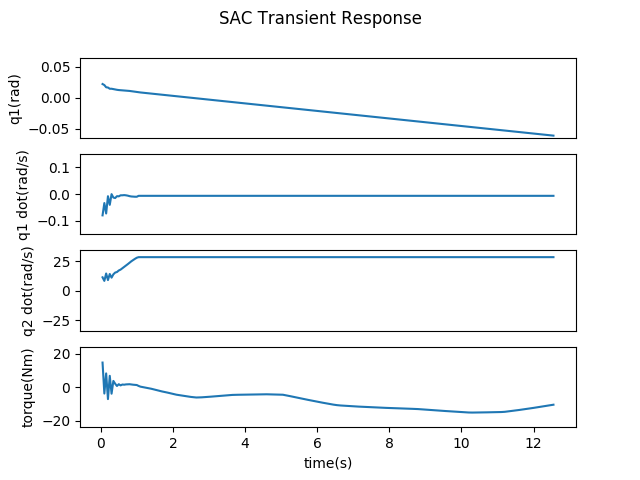 SAC Transient Response
q1(rad)
0.05
0.00
−0.05
q1 dot(rad/s)
0.1
0.0
−0.1
q2 dot(rad/s)
25
0
−25
torque(Nm)
20
0
−20
0 2 4 6 8 10 12
time(s)